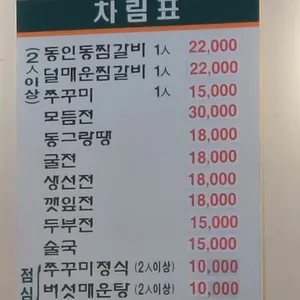 차림표
(2人이상)
동인동찜갈비 1人 22,000
덜매운찜갈비 1人 22,000
쭈꾸미 1人 15,000
모듬전 30,000
동그랑땡 18,000
굴전 18,000
생선전 18,000
깻잎전 18,000
두부전 15,000
술국 15,000
점심
쭈꾸미정식 (2人이상) 10,000
버섯매운탕 (2人이상) 10,000